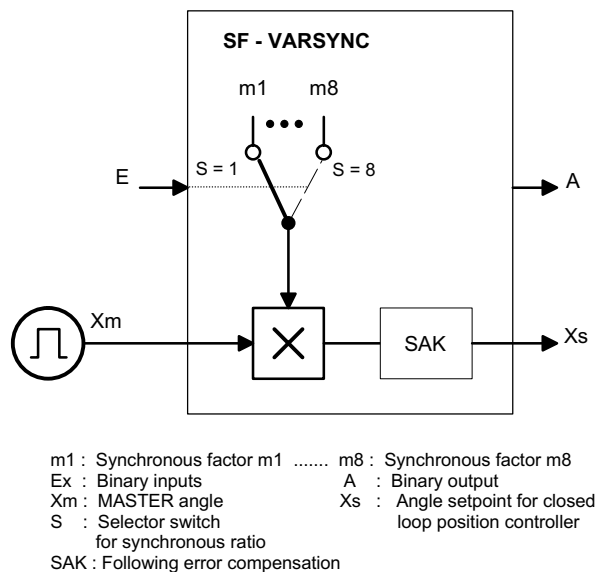 SF - VARSYNC
m1 m8
E S = 1 S = 8 A
Xm SAK Xs
m1 : Synchronous factor m1 ....... m8 : Synchronous factor m8
Ex : Binary inputs A : Binary output
Xm : MASTER angle Xs : Angle setpoint for closed
S : Selector switch loop position controller
for synchronous ratio
SAK : Following error compensation